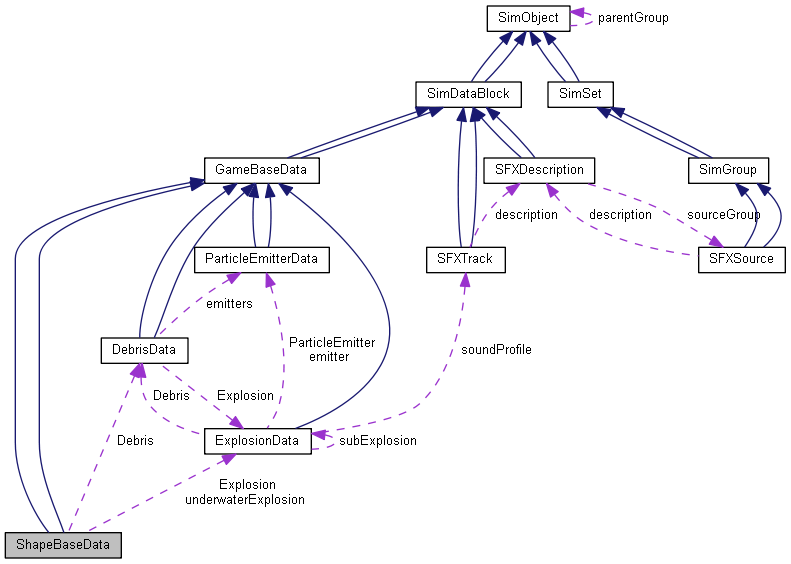 SimObject
parentGroup
SimDataBlock
SimSet
GameBaseData
SFXDescription
SimGroup
description
description
sourceGroup
ParticleEmitterData
SFXTrack
SFXSource
emitters
ParticleEmitter
emitter
soundProfile
DebrisData
Debris
Explosion
Debris
ExplosionData
subExplosion
Explosion
underwaterExplosion
ShapeBaseData